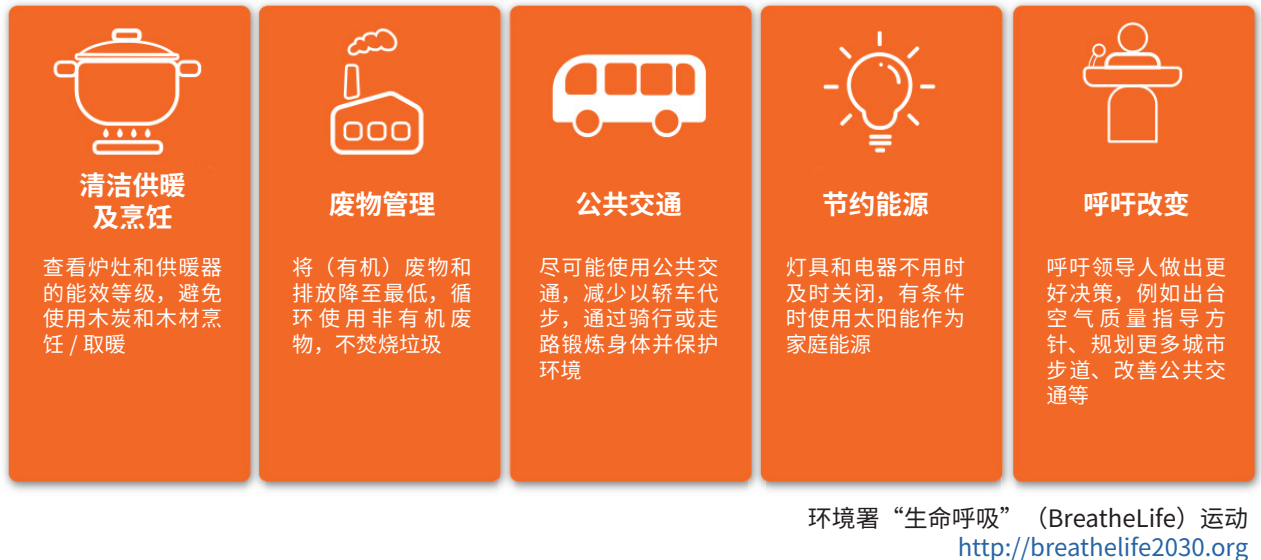 清洁供暖
及烹饪
查看炉灶和供暖器
的能效等级，避免
使用木炭和木材烹
饪 / 取暖
废物管理
将（有机）废物和
排放降至最低，循
环使用非有机废
物，不焚烧垃圾
公共交通
尽可能使用公共交
通，减少以轿车代
步，通过骑行或走
路锻炼身体并保护
环境
节约能源
灯具和电器不用时
及时关闭，有条件
时使用太阳能作为
家庭能源
呼吁改变
呼吁领导人做出更
好决策，例如出台
空气质量指导方
针、规划更多城市
步道、改善公共交
通等
环境署“生命呼吸”（BreatheLife）运动
http://breathelife2030.org